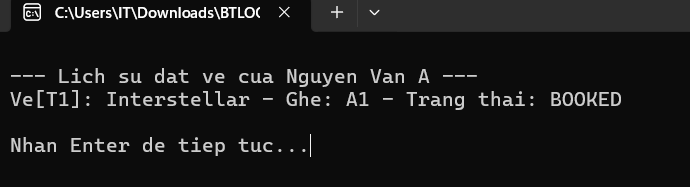 C:\Users\IT\Downloads\BTLOO
--- Lich su dat ve cua Nguyen Van A ---
Ve[T1]: Interstellar - Ghe: A1 - Trang thai: BOOKED
Nhan Enter de tiep tuc...